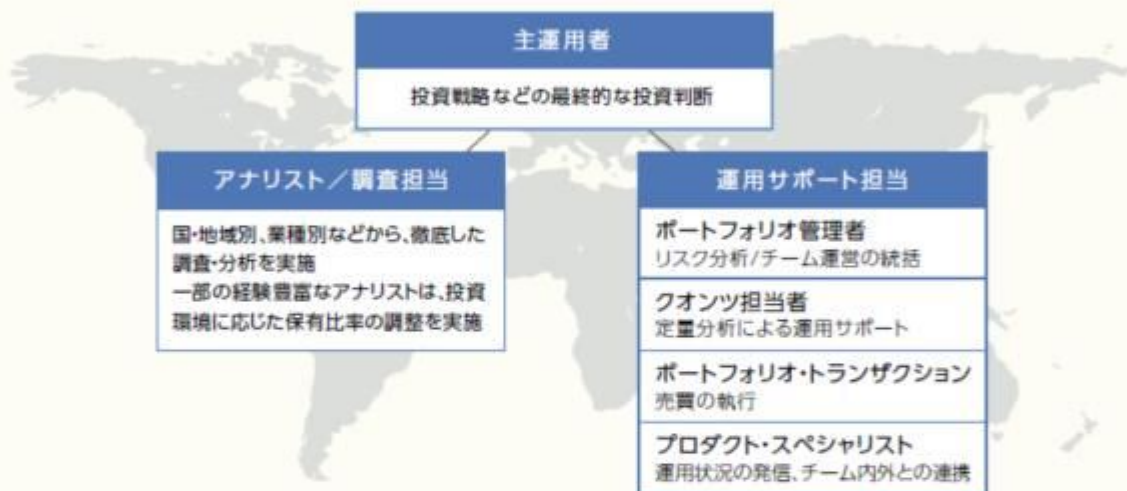 主運用者
投資戦略などの最終的な投資判断
アナリスト／調査担当
国・地域別、業種別などから、徹底した
調査・分析を実施
一部の経験豊富なアナリストは、投資
環境に応じた保有比率の調整を実施
運用サポート担当
ポートフォリオ管理者
リスク分析/チーム運営の統括
クオンツ担当者
定量分析による運用サポート
ポートフォリオ・トランザクション
売買の執行
プロダクト・スペシャリスト
運用状況の発信、チーム内外との連携